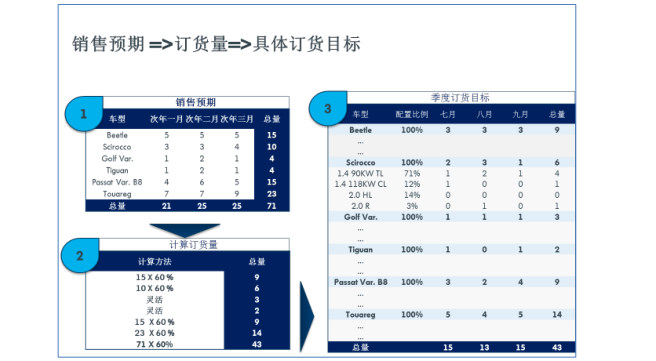 销售预期 =>订货量=>具体订货目标
1
销售预期
车型 次年一月 次年二月 次年三月 总量
Beetle 5 5 5 15
Scirocco 3 3 4 10
Golf Var. 1 2 1 4
Tiguan 1 2 1 4
Passat Var. B8 4 6 5 15
Touareg 7 7 9 23
总量 21 25 25 71
2
计算订货量
计算方法 总量
15 X 60 % 9
10 X 60% 6
灵活 3
灵活 2
15 X 60% 9
23 X 60% 14
71 X 60% 43
3
季度订货目标
车型 配置比例 七月 八月 九月 总量
Beetle 100% 3 3 3 9
...
...
Scirocco 100% 2 3 1 6
1.4 90KW TL 71% 1 2 1 4
1.4 118KW CL 12% 1 0 0 1
2.0 HL 14% 0 0 0 0
2.0 R 3% 0 1 0 1
Golf Var. 100% 1 1 1 3
...
...
Tiguan 100% 1 0 1 2
...
...
Passat Var. B8 100% 3 2 4 9
...
...
Touareg 100% 5 4 5 14
...
...
总量 15 13 15 43